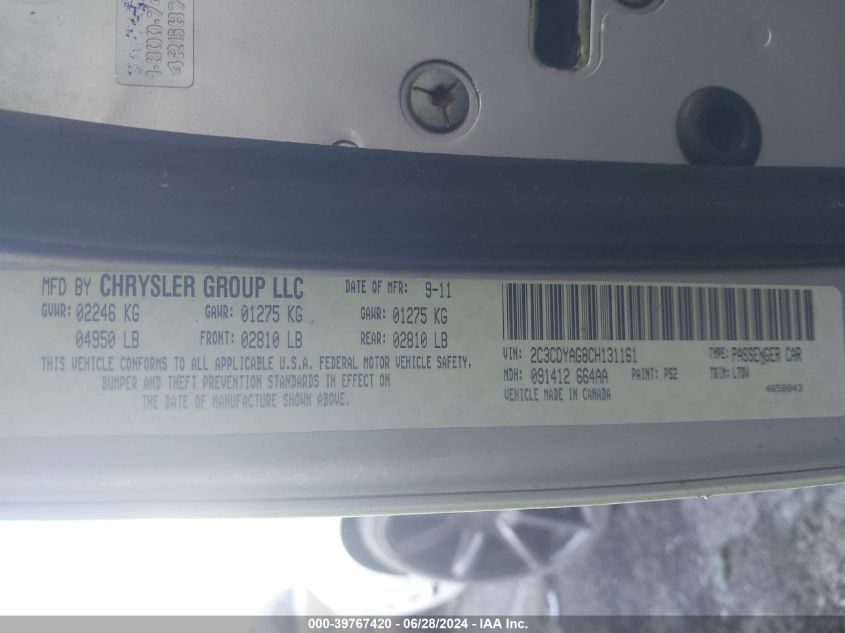 MFD BY CHRYSLER GROUP LLC DATE OF MFR: 9-11
GVWR: 02246 KG GAWR: 01275 KG GAWR: 01275 KG
04950 LB FRONT: 02810 LB REAR: 02810 LB
THIS VEHICLE CONFORMS TO ALL APPLICABLE U.S.A. FEDERAL MOTOR VEHICLE SAFETY,
BUMPER AND THEFT PREVENTION STANDARDS IN EFFECT ON
THE DATE OF MANUFACTURE SHOWN ABOVE.
VIN: 2C3CDYAG8CH131161 TYPE: PASSENGER CAR
MDH: 091412 664AA PAINT: PS2 TRIM: L7DV
VEHICLE MADE IN CANADA 4658843
000-39767420 - 06/28/2024 - IAA Inc.